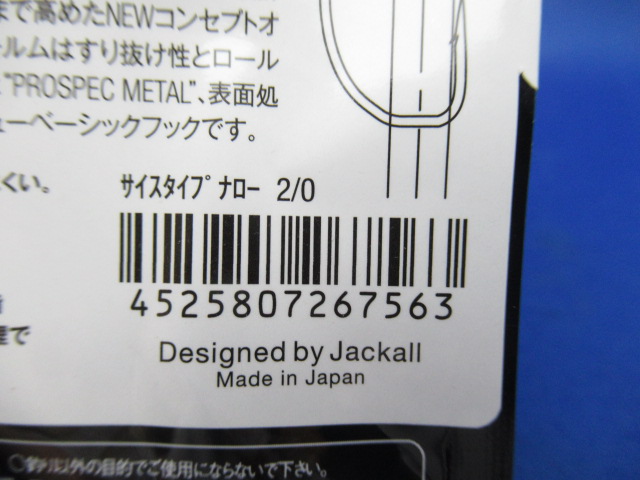 まで高めたNEWコンセプトオ
ルムはすり抜け性とロール
"PROSPEC METAL"、表面処
ューベーシックフックです。
くい。
ｻｲｽﾀｲﾌﾟ ﾅﾛｰ 2/0
4525807267563
で
Designed by Jackall
Made in Japan
〇釣り以外の目的でご使用にならないで下さい。